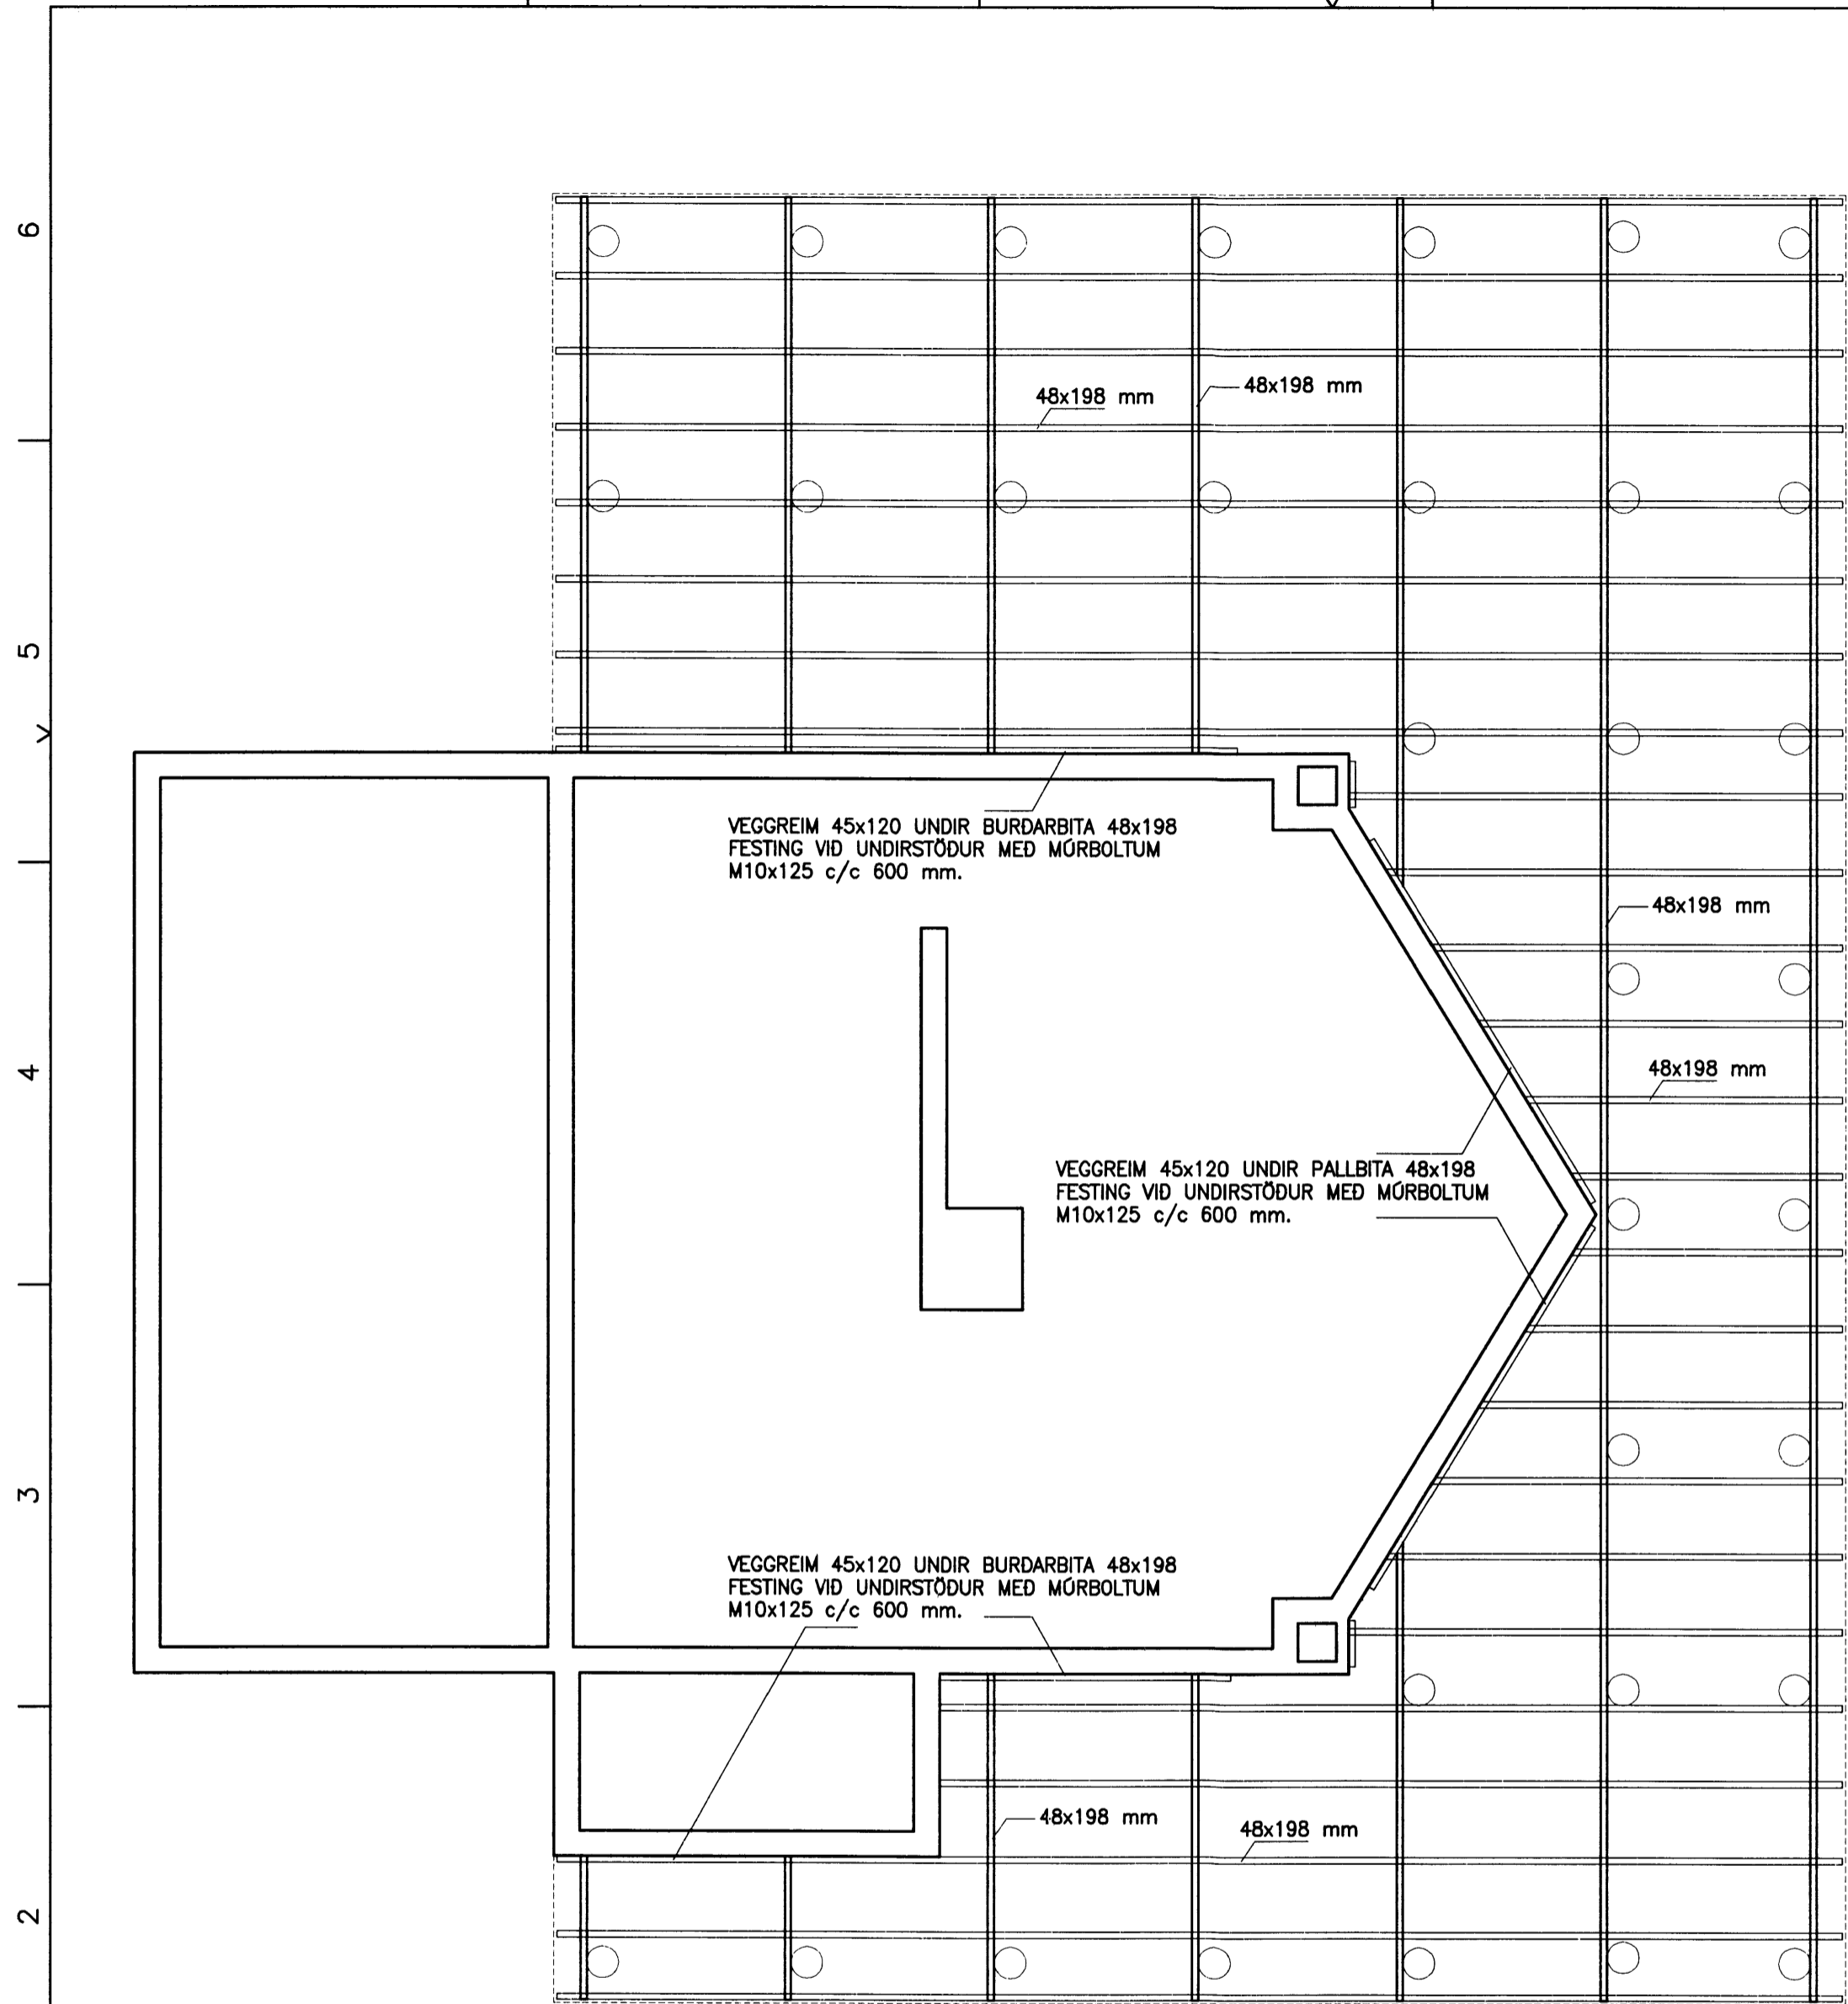 6
48x198 mm
48x198 mm
5
VEGGREIM 45x120 UNDIR BURÐARBITA 48x198
FESTING VIÐ UNDIRSTÖÐUR MEÐ MÚRBOLTUM
M10x125 c/c 600 mm.
48x198 mm
4
48x198 mm
VEGGREIM 45x120 UNDIR PALLBITA 48x198
FESTING VIÐ UNDIRSTÖÐUR MEÐ MÚRBOLTUM
M10x125 c/c 600 mm.
3
VEGGREIM 45x120 UNDIR BURÐARBITA 48x198
FESTING VIÐ UNDIRSTÖÐUR MEÐ MÚRBOLTUM
M10x125 c/c 600 mm.
48x198 mm
48x198 mm
2